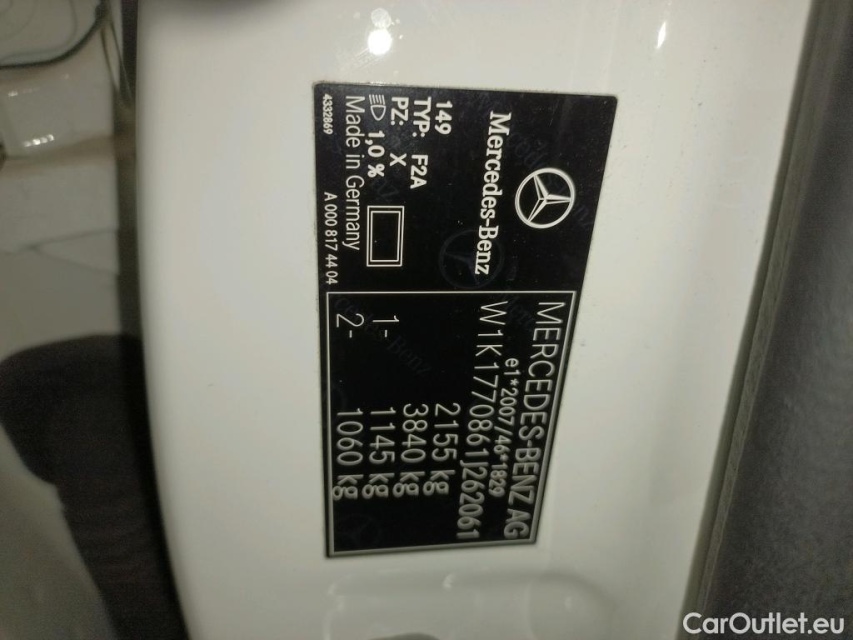 Mercedes-Benz
149
TYP: F2A
PZ: X
1,0 %
Made in Germany
4332869
A 000 817 44 04
MERCEDES-BENZ AG
e1*2007/46*1829
W1K1770861J262061
2155 kg
3840 kg
1- 1145 kg
2- 1060 kg
CarOutlet.eu